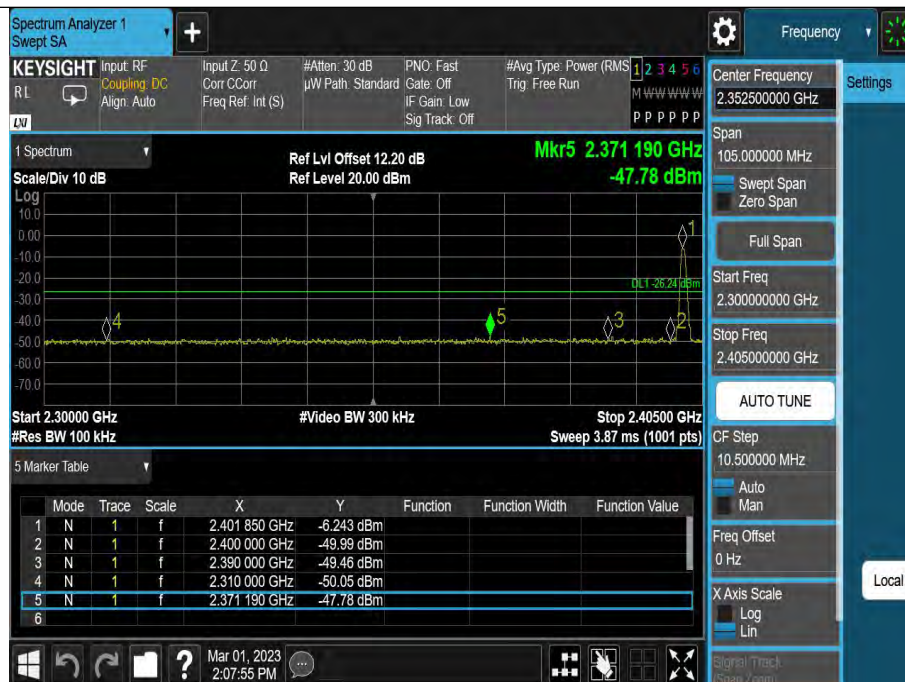 Spectrum Analyzer 1
Swept SA
+
Frequency
KEYSIGHT
RL
LXI
Input: RF
Coupling: DC
Align: Auto
Input Z: 50 Ω
Corr CCorr
Freq Ref: Int (S)
#Atten: 30 dB
µW Path: Standard
PNO: Fast
Gate: Off
IF Gain: Low
Sig Track: Off
#Avg Type: Power (RMS
Trig: Free Run
1 2 3 4 5 6
M W W W W W
P P P P P P
1 Spectrum
Scale/Div 10 dB
Ref Lvl Offset 12.20 dB
Ref Level 20.00 dBm
Mkr5 2.371 190 GHz
-47.78 dBm
Log
10.0
0.00
-10.0
-20.0
-30.0
-40.0
-50.0
-60.0
-70.0
1
DL1 -26.24 dBm
4
5
3
2
Start 2.30000 GHz
#Video BW 300 kHz
Stop 2.40500 GHz
#Res BW 100 kHz
Sweep 3.87 ms (1001 pts)
5 Marker Table
Mode Trace Scale X Y Function Function Width Function Value
1 N 1 f 2.401 850 GHz -6.243 dBm
2 N 1 f 2.400 000 GHz -49.99 dBm
3 N 1 f 2.390 000 GHz -49.46 dBm
4 N 1 f 2.310 000 GHz -50.05 dBm
5 N 1 f 2.371 190 GHz -47.78 dBm
6
?
Mar 01, 2023
2:07:55 PM
Center Frequency
2.352500000 GHz
Settings
Span
105.000000 MHz
Swept Span
Zero Span
Full Span
Start Freq
2.300000000 GHz
Stop Freq
2.405000000 GHz
AUTO TUNE
CF Step
10.500000 MHz
Auto
Man
Freq Offset
0 Hz
Local
X Axis Scale
Log
Lin
Signal Track
(Span Zoom)